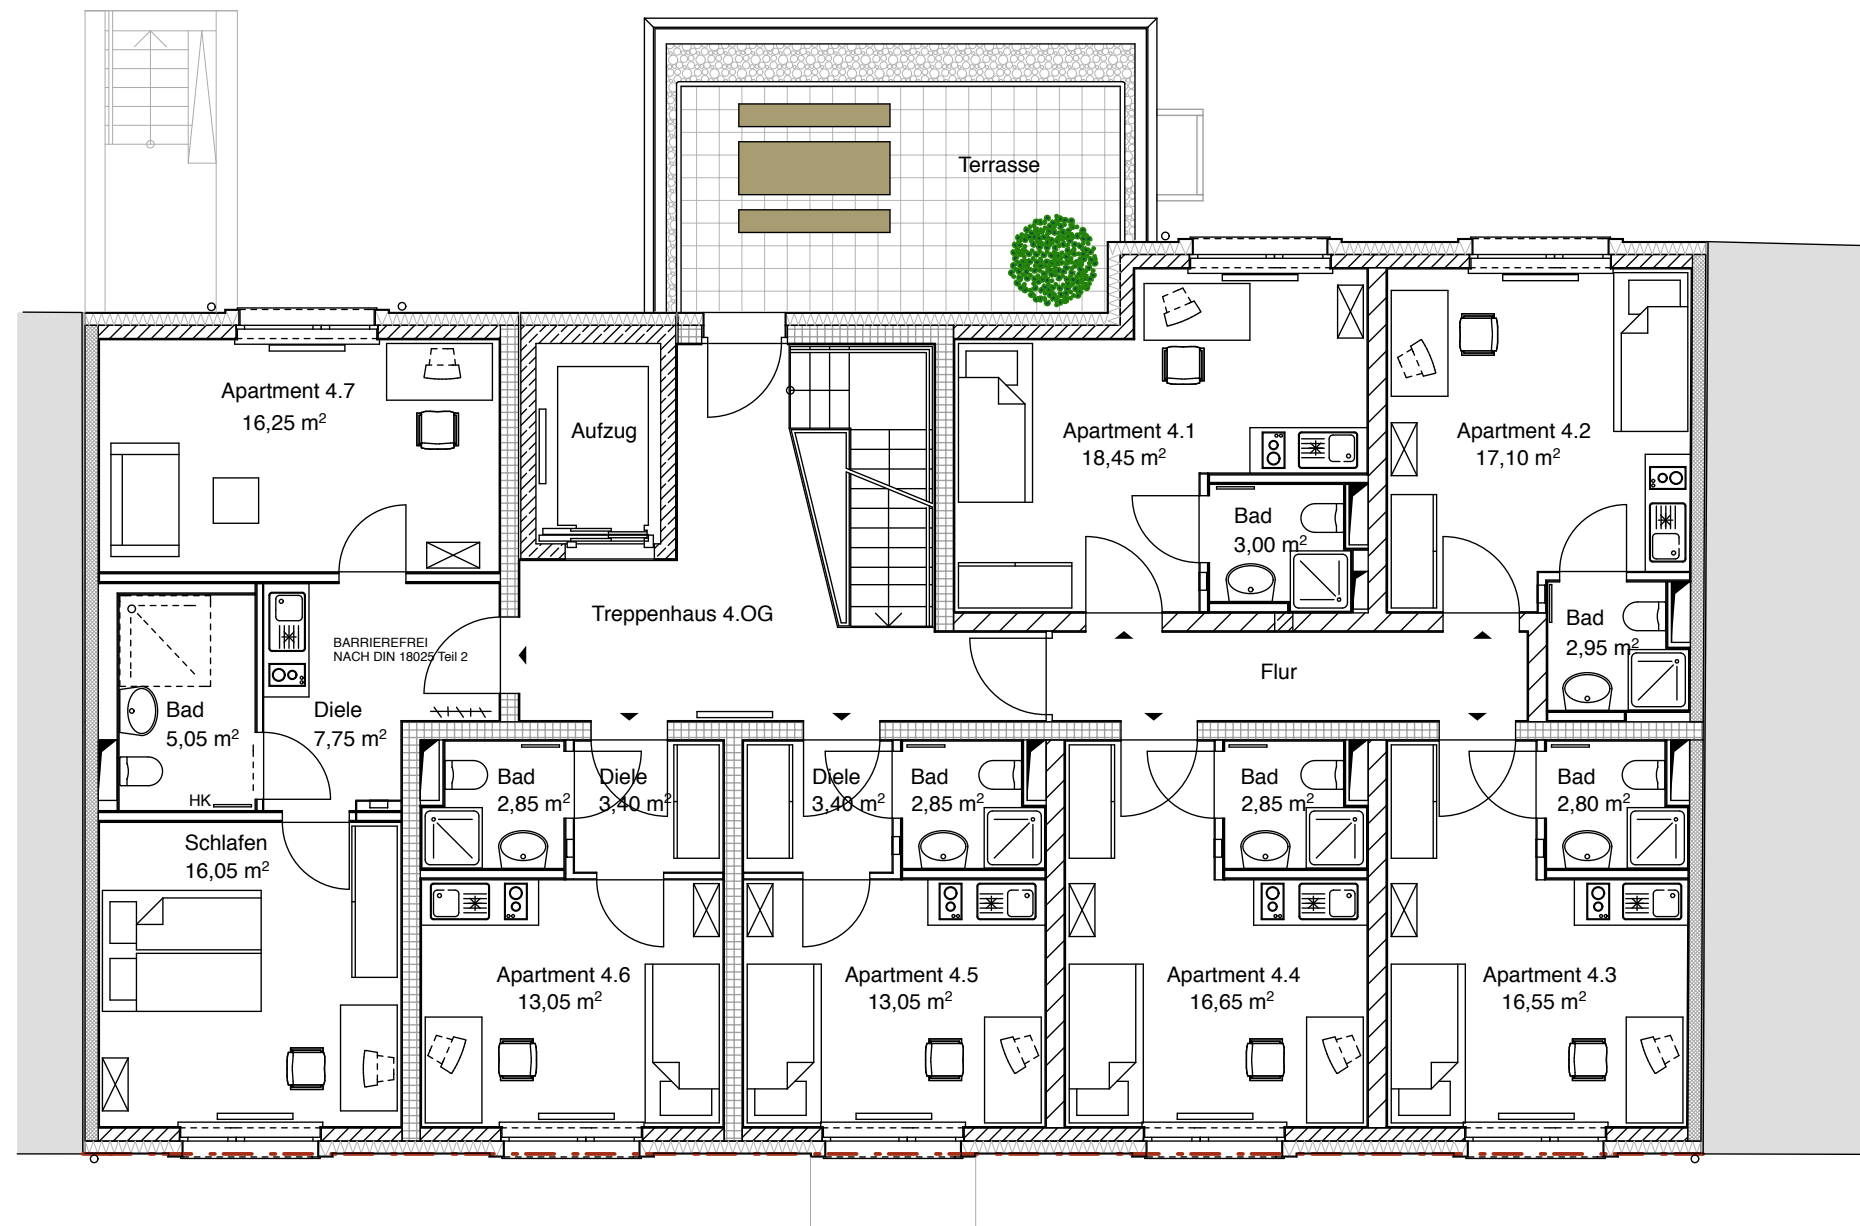 Terrasse
Apartment 4.7
16,25 m²
Aufzug
Apartment 4.1
18,45 m²
Apartment 4.2
17,10 m²
Bad
3,00 m²
Treppenhaus 4.OG
BARRIEREFREI
NACH DIN 18025 Teil 2
Bad
2,95 m²
Flur
Bad
5,05 m²
Diele
7,75 m²
HK
Bad
2,85 m²
Diele
3,40 m²
Diele
3,40 m²
Bad
2,85 m²
Bad
2,85 m²
Bad
2,80 m²
Schlafen
16,05 m²
Apartment 4.6
13,05 m²
Apartment 4.5
13,05 m²
Apartment 4.4
16,65 m²
Apartment 4.3
16,55 m²